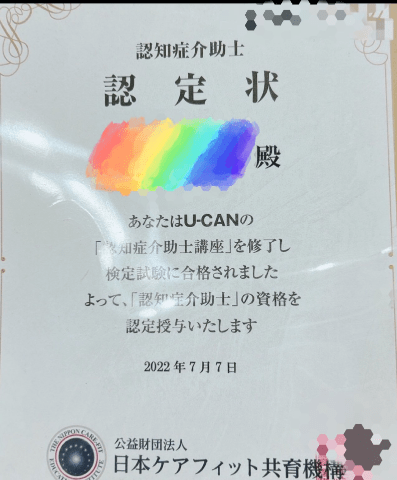 認知症介助士
認定状
殿
あなたはU-CANの
「認知症介助士講座」を修了し
検定試験に合格されました
よって、「認知症介助士」の資格を
認定授与いたします
2022年7月7日
公益財団法人
日本ケアフィット共育機構